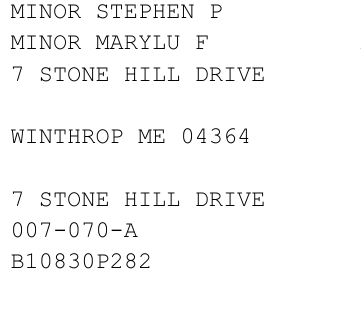 MINOR STEPHEN P
MINOR MARYLU F
7 STONE HILL DRIVE
WINTHROP ME 04364
7 STONE HILL DRIVE
007-070-A
B10830P282